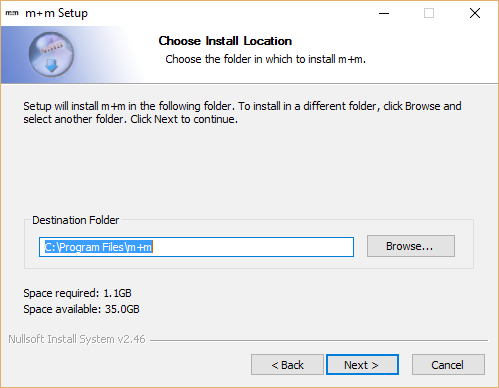 m+m m+m Setup
Choose Install Location
Choose the folder in which to install m+m.
Setup will install m+m in the following folder. To install in a different folder, click Browse and
select another folder. Click Next to continue.
Destination Folder
C:\Program Files\m+m
Browse...
Space required: 1.1GB
Space available: 35.0GB
Nullsoft Install System v2.46
< Back Next > Cancel